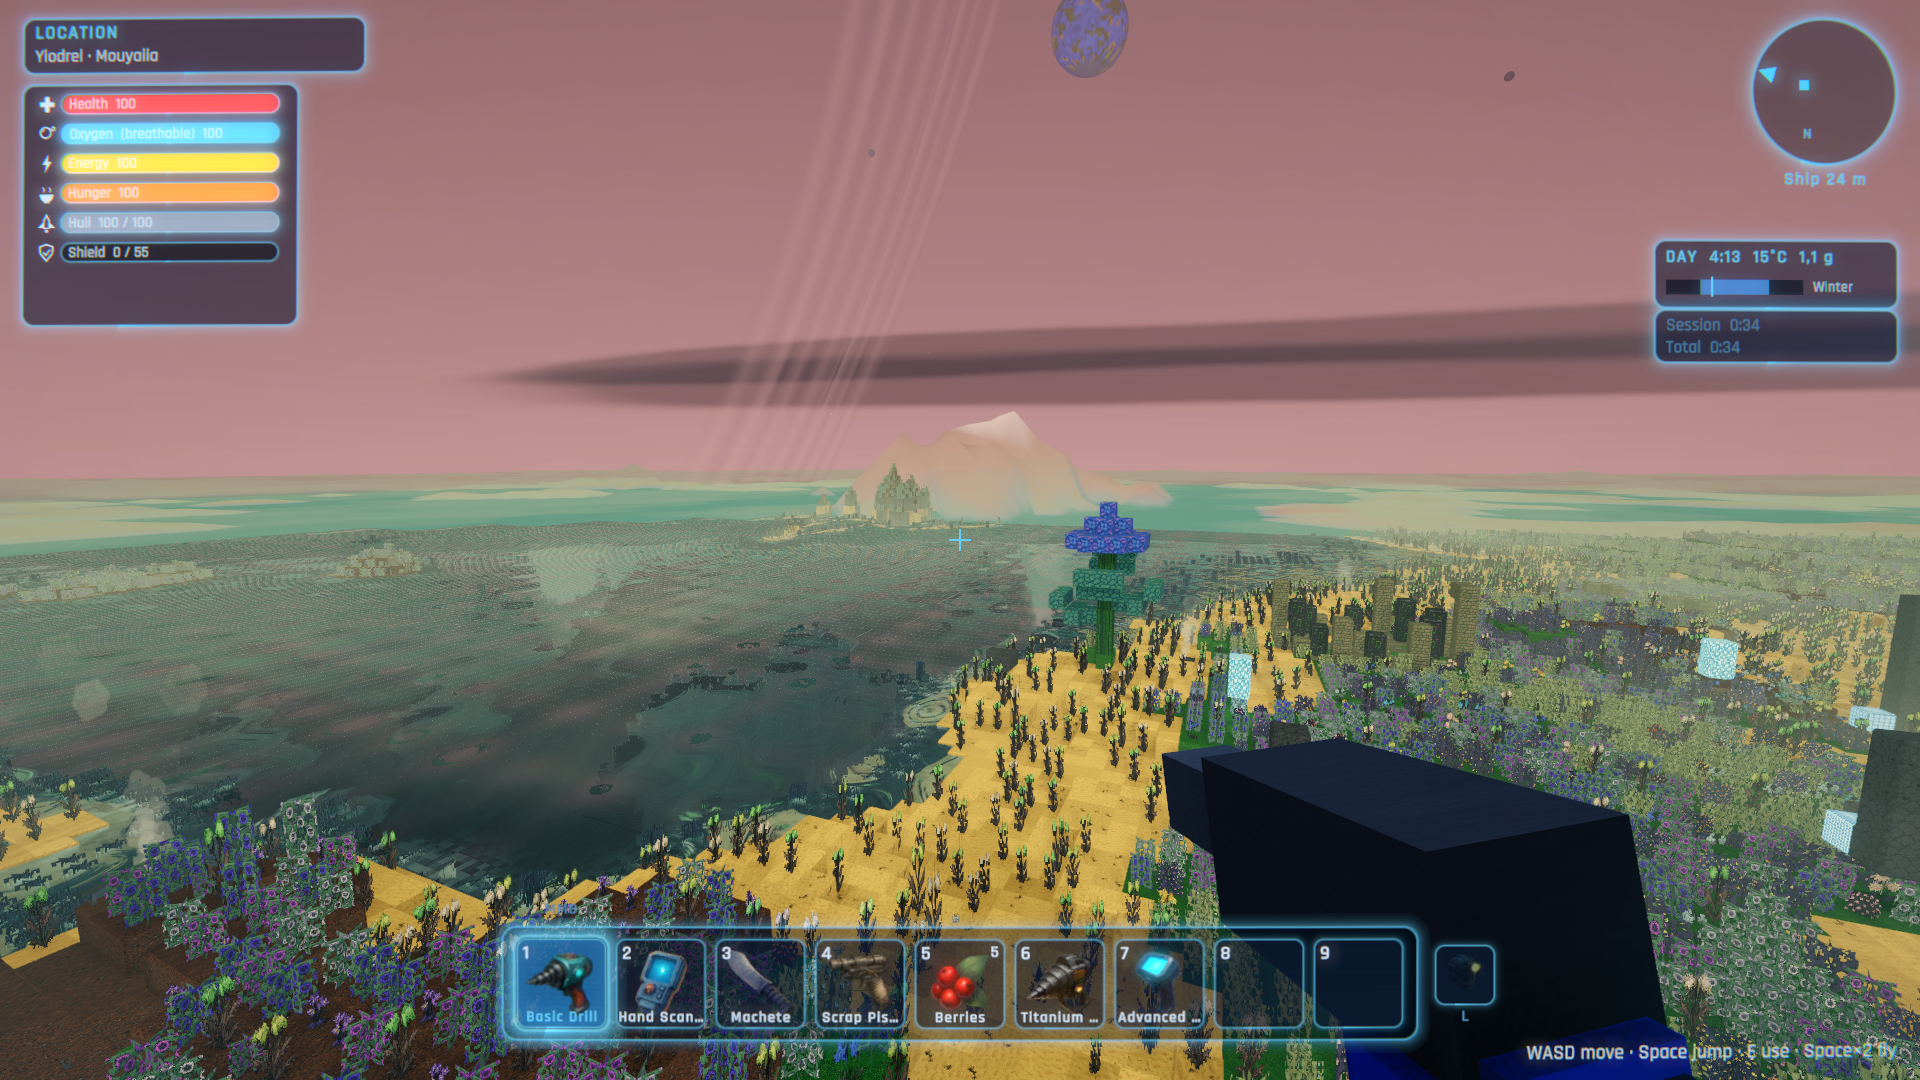 LOCATION
Ylodrel · Mouyalla
Health 100
Oxygen (breathable) 100
Energy 100
Hunger 100
Hull 100 / 100
Shield 0 / 55
N
Ship 24 m
DAY 4:13 15°C 1,1 g
Winter
Session 0:34
Total 0:34
1 2 3 4 5 5 6 7 8 9
Basic Drill Hand Scan... Machete Scrap Pis... Berries Titanium ... Advanced ...
L
WASD move · Space jump · E use · Space×2 fly